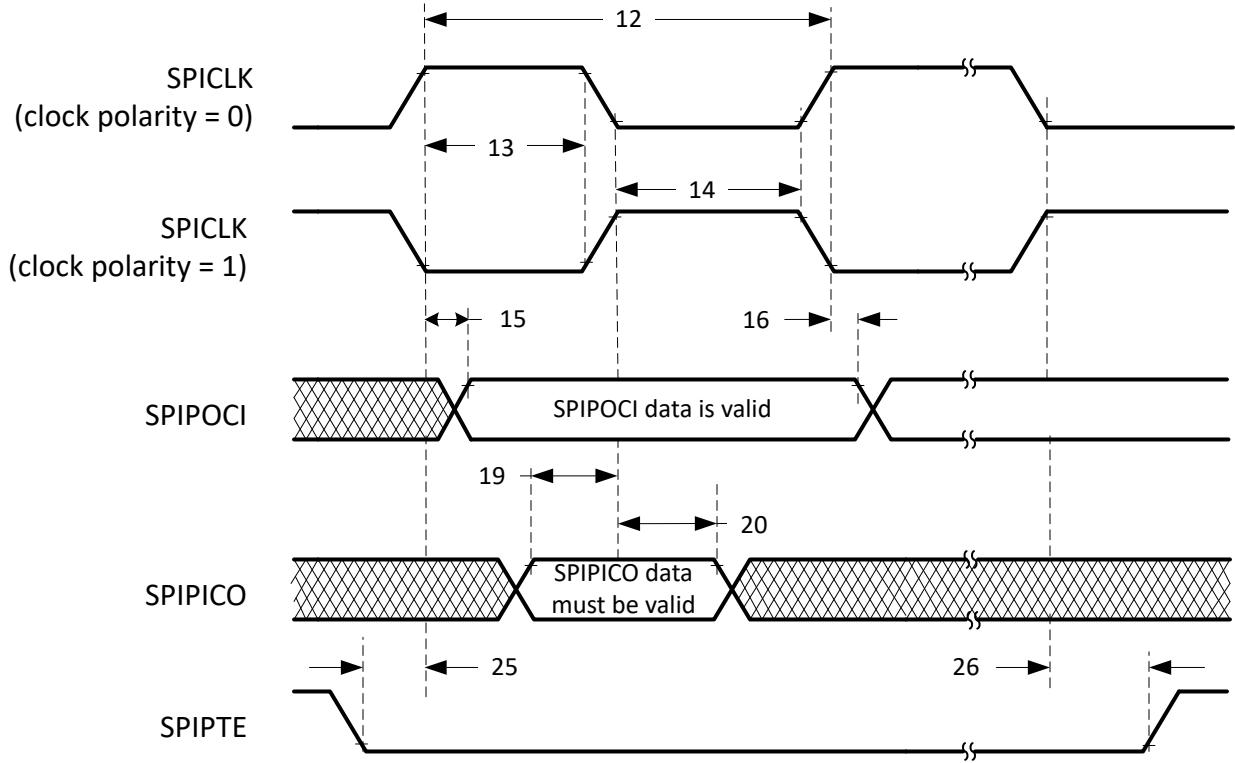 12
SPICLK
(clock polarity = 0)
13
14
SPICLK
(clock polarity = 1)
15
16
SPIPOCI data is valid
SPIPOCI
19
20
SPIPICO data
must be valid
SPIPICO
25
26
SPIPTE